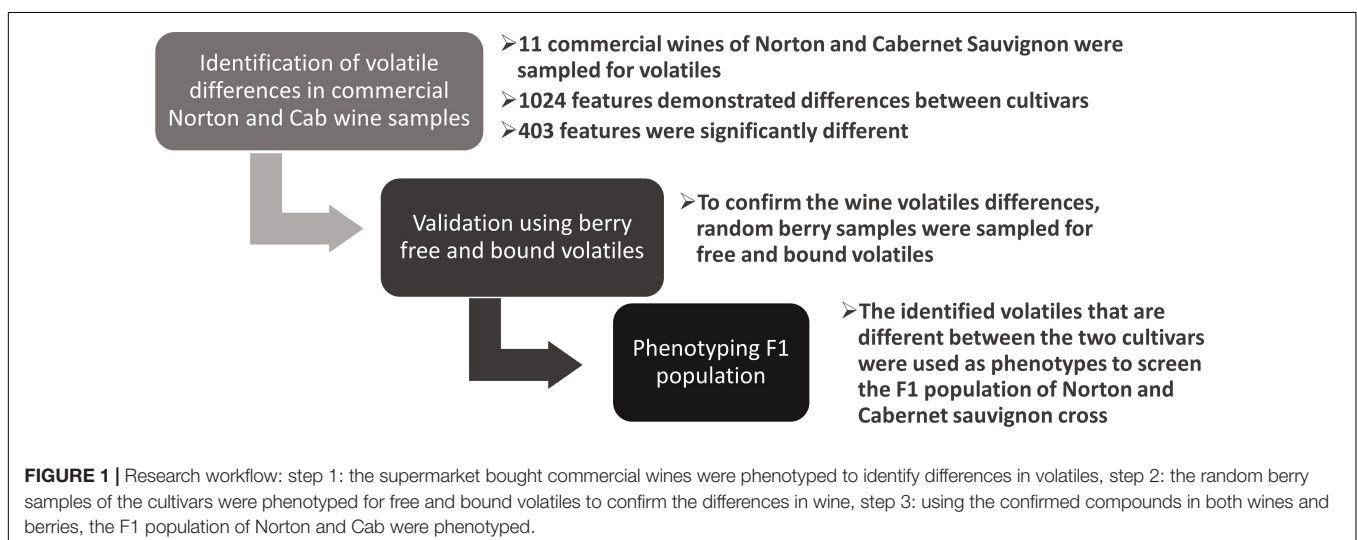 Identification of volatile
differences in commercial
Norton and Cab wine samples
➢11 commercial wines of Norton and Cabernet Sauvignon were
sampled for volatiles
➢1024 features demonstrated differences between cultivars
➢403 features were significantly different
Validation using berry
free and bound volatiles
➢To confirm the wine volatiles differences,
random berry samples were sampled for
free and bound volatiles
Phenotyping F1
population
➢The identified volatiles that are
different between the two cultivars
were used as phenotypes to screen
the F1 population of Norton and
Cabernet sauvignon cross
FIGURE 1 | Research workflow: step 1: the supermarket bought commercial wines were phenotyped to identify differences in volatiles, step 2: the random berry
samples of the cultivars were phenotyped for free and bound volatiles to confirm the differences in wine, step 3: using the confirmed compounds in both wines and
berries, the F1 population of Norton and Cab were phenotyped.